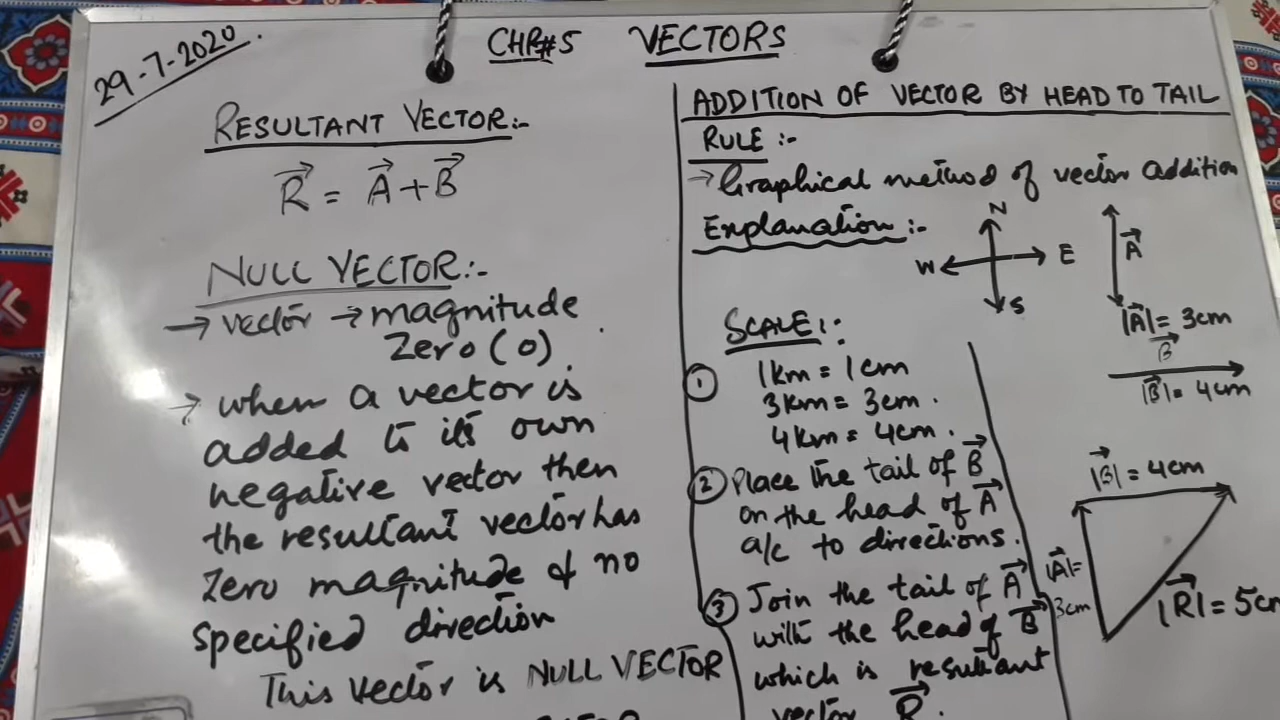 29-7-2020.
CHP#5 VECTORS
RESULTANT VECTOR:-
R = A + B
NULL VECTOR:-
→ vector → magnitude
Zero (0)
→ when a vector is
added to its own
negative vector then
the resultant vector has
Zero magnitude & no
specified direction
This vector is NULL VECTOR
ADDITION OF VECTOR BY HEAD TO TAIL
RULE :-
→ Graphical method of vector addition
Explanation :-
N
W E
S
A
|A| = 3cm
B
|B| = 4cm
SCALE :-
① 1km = 1cm
3km = 3cm.
4km = 4cm.
② Place the tail of B
on the head of A
a/c to directions.
③ Join the tail of A
with the head of B
which is resultant
vector R.
|B| = 4cm
|A| =
3cm
|R| = 5cm